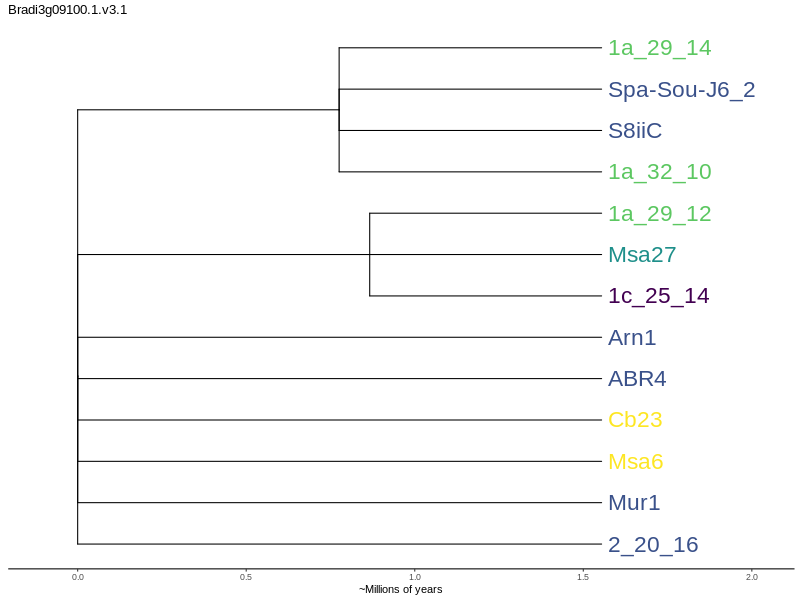 Bradi3g09100.1.v3.1
1a_29_14
Spa-Sou-J6_2
S8iiC
1a_32_10
1a_29_12
Msa27
1c_25_14
Arn1
ABR4
Cb23
Msa6
Mur1
2_20_16
0.0 0.5 1.0 1.5 2.0
~Millions of years